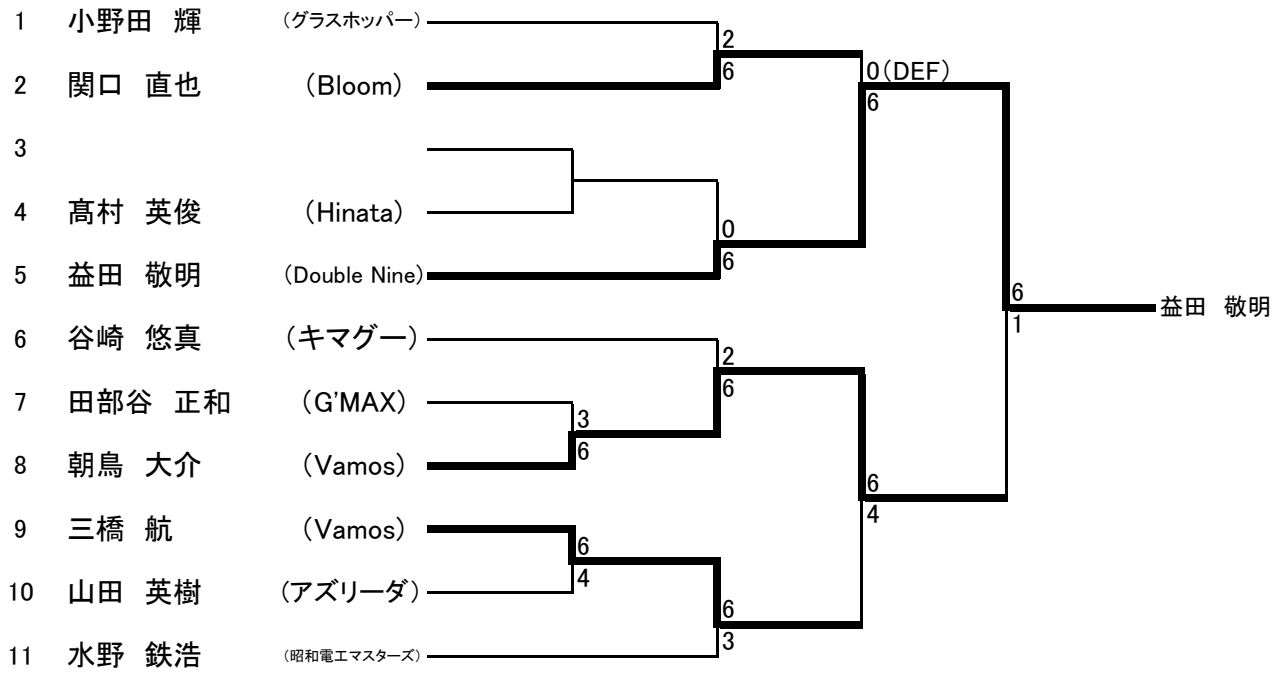 1 小野田 輝 (グラスホッパー)
2
6
0(DEF)
2 関口 直也 (Bloom)
6
3
4 髙村 英俊 (Hinata)
0
6
5 益田 敬明 (Double Nine)
6
1
益田 敬明
6 谷崎 悠真 (キマグー)
2
6
7 田部谷 正和 (G'MAX)
3
6
8 朝鳥 大介 (Vamos)
6
4
9 三橋 航 (Vamos)
6
4
10 山田 英樹 (アズリーダ)
6
3
11 水野 鉄浩 (昭和電工マスターズ)